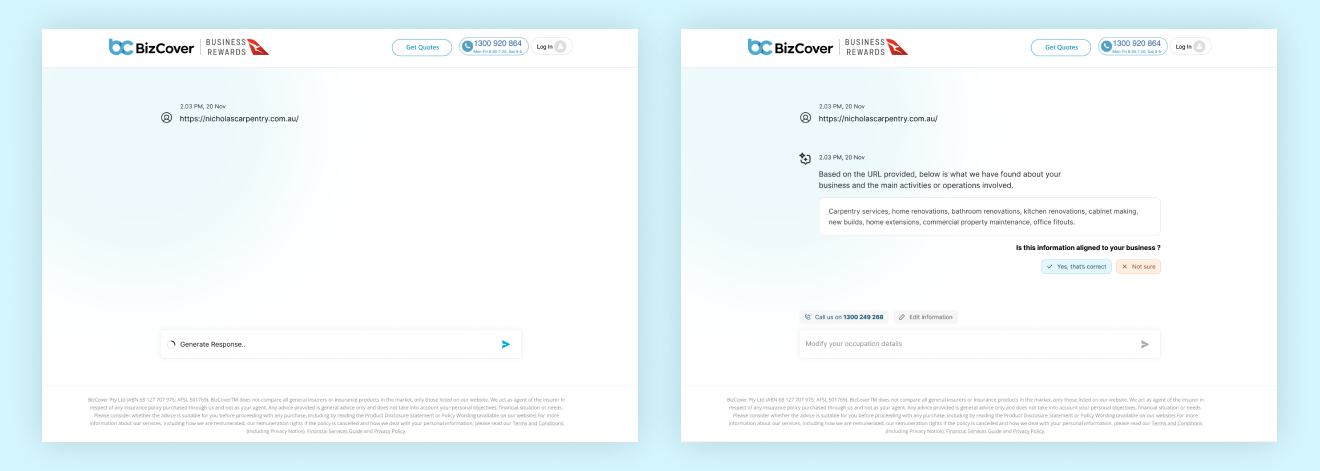 bc BizCover
BUSINESS
REWARDS
Get Quotes
1300 920 864
Mon-Fri 8:30-7:30, Sat 9-5
Log In
2.03 PM, 20 Nov
https://nicholascarpentry.com.au/
Generate Response..
BizCover Pty Ltd (ABN 68 127 707 975; AFSL 501769). BizCover™ does not compare all general insurers or insurance products in the market, only those listed on our website. We act as agent of the insurer in
respect of any insurance policy purchased through us and not as your agent. Any advice provided is general advice only and does not take into account your personal objectives, financial situation or needs.
Please consider whether the advice is suitable for you before proceeding with any purchase, including by reading the Product Disclosure Statement or Policy Wording (available on our website). For more
information about our services, including how we are remunerated, our remuneration rights if the policy is cancelled and how we deal with your personal information, please read our Terms and Conditions
(including Privacy Notice), Financial Services Guide and Privacy Policy.
bc BizCover
BUSINESS
REWARDS
Get Quotes
1300 920 864
Mon-Fri 8:30-7:30, Sat 9-5
Log In
2.03 PM, 20 Nov
https://nicholascarpentry.com.au/
2.03 PM, 20 Nov
Based on the URL provided, below is what we have found about your
business and the main activities or operations involved.
Carpentry services, home renovations, bathroom renovations, kitchen renovations, cabinet making,
new builds, home extensions, commercial property maintenance, office fitouts.
Is this information aligned to your business ?
Yes, that's correct
Not sure
Call us on 1300 249 268
Edit Information
Modify your occupation details
BizCover Pty Ltd (ABN 68 127 707 975; AFSL 501769). BizCover™ does not compare all general insurers or insurance products in the market, only those listed on our website. We act as agent of the insurer in
respect of any insurance policy purchased through us and not as your agent. Any advice provided is general advice only and does not take into account your personal objectives, financial situation or needs.
Please consider whether the advice is suitable for you before proceeding with any purchase, including by reading the Product Disclosure Statement or Policy Wording (available on our website). For more
information about our services, including how we are remunerated, our remuneration rights if the policy is cancelled and how we deal with your personal information, please read our Terms and Conditions
(including Privacy Notice), Financial Services Guide and Privacy Policy.